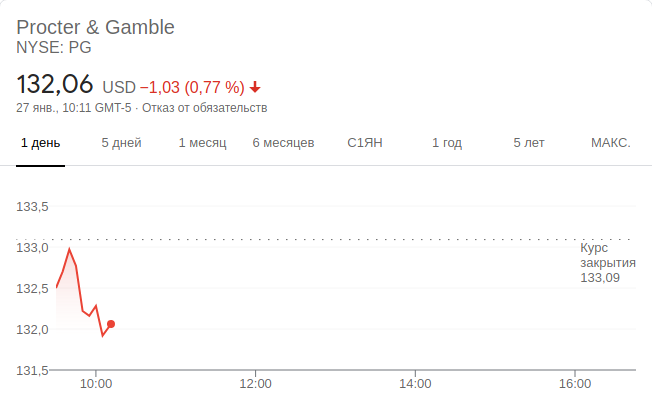 Procter & Gamble
NYSE: PG
132,06 USD −1,03 (0,77 %)
27 янв., 10:11 GMT-5 · Отказ от обязательств
1 день 5 дней 1 месяц 6 месяцев С1ЯН 1 год 5 лет МАКС.
133,5
133,0
Курс
закрытия
132,5
133,09
132,0
131,5
10:00 12:00 14:00 16:00